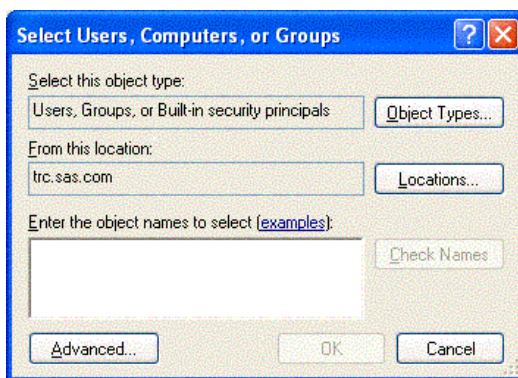 Select Users, Computers, or Groups
Select this object type:
Users, Groups, or Built-in security principals
Object Types...
From this location:
trc.sas.com
Locations...
Enter the object names to select (examples):
Check Names
Advanced...
OK
Cancel